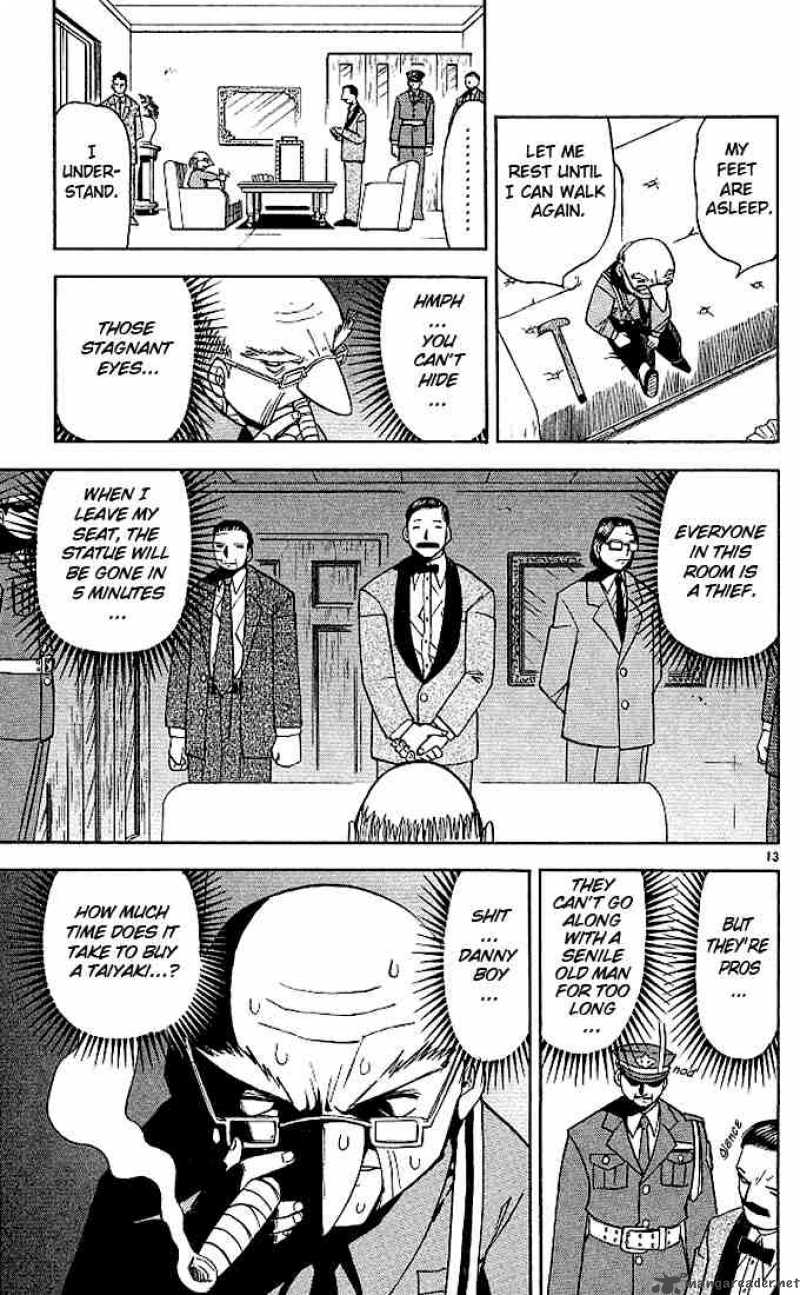 MY
FEET
ARE
ASLEEP.
LET ME
REST UNTIL
I CAN WALK
AGAIN.
.........
I
UNDER-
STAND.
HMPH
...
YOU
CAN'T
HIDE
...
THOSE
STAGNANT
EYES...
EVERYONE
IN THIS
ROOM IS
A THIEF.
WHEN I
LEAVE MY
SEAT, THE
STATUE WILL
BE GONE IN
5 MINUTES
...
13
BUT
THEY'RE
PROS
...
THEY
CAN'T GO
ALONG
WITH A
SENILE
OLD MAN
FOR TOO
LONG
...
nod
glance
SHIT
...
DANNY
BOY
...
HOW MUCH
TIME DOES IT
TAKE TO BUY
A TAIYAKI...?
mangareader.net